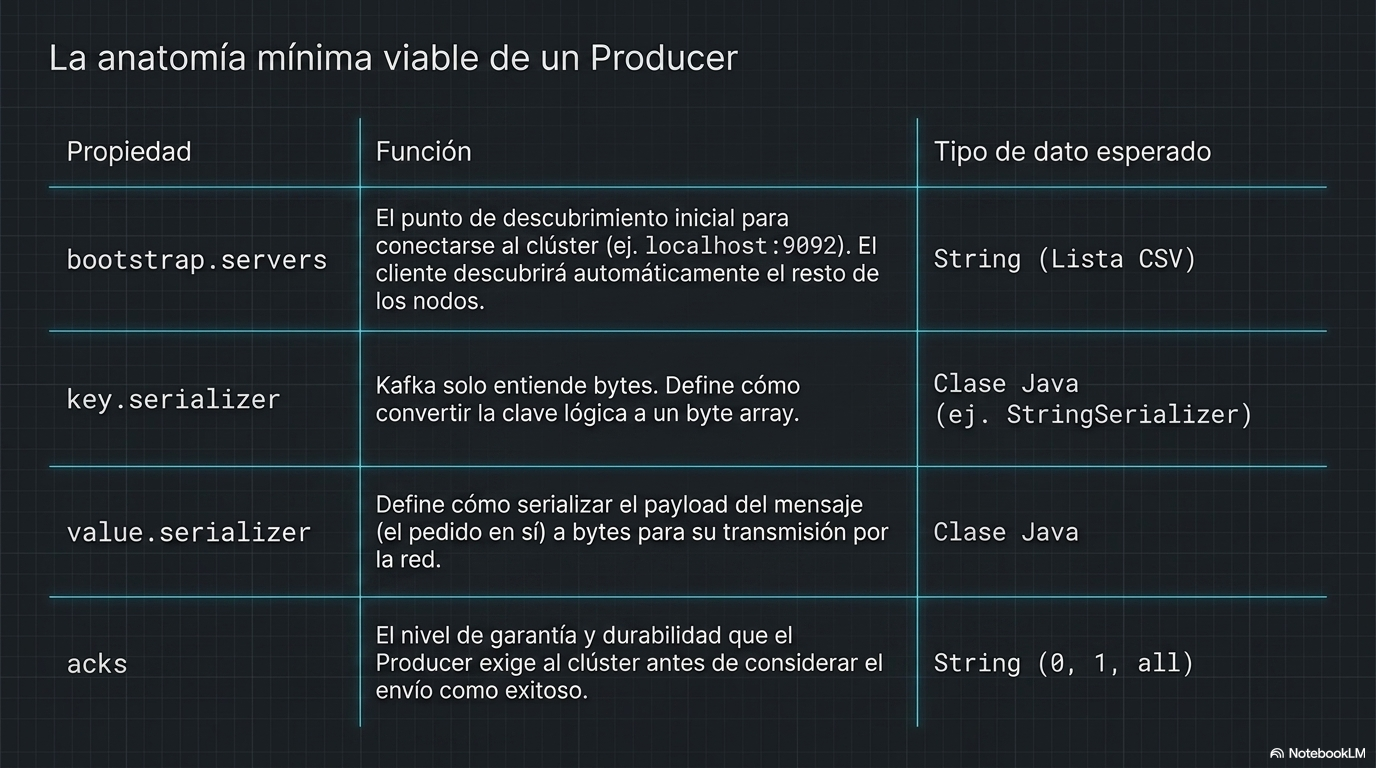 La anatomía mínima viable de un Producer
Propiedad
Función
Tipo de dato esperado
bootstrap.servers
El punto de descubrimiento inicial para
conectarse al clúster (ej. localhost:9092). El
cliente descubrirá automáticamente el resto de
los nodos.
String (Lista CSV)
key.serializer
Kafka solo entiende bytes. Define cómo
convertir la clave lógica a un byte array.
Clase Java
(ej. StringSerializer)
value.serializer
Define cómo serializar el payload del mensaje
(el pedido en sí) a bytes para su transmisión por
la red.
Clase Java
acks
El nivel de garantía y durabilidad que el
Producer exige al clúster antes de considerar el
envío como exitoso.
String (0, 1, all)
NotebookLM